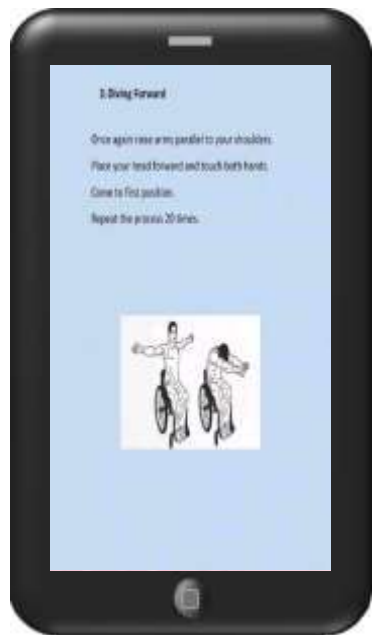 3. Diving Forward
Once again raise arms parallel to your shoulders.
Place your head forward and touch both hands.
Come to first position.
Repeat the process 20 times.